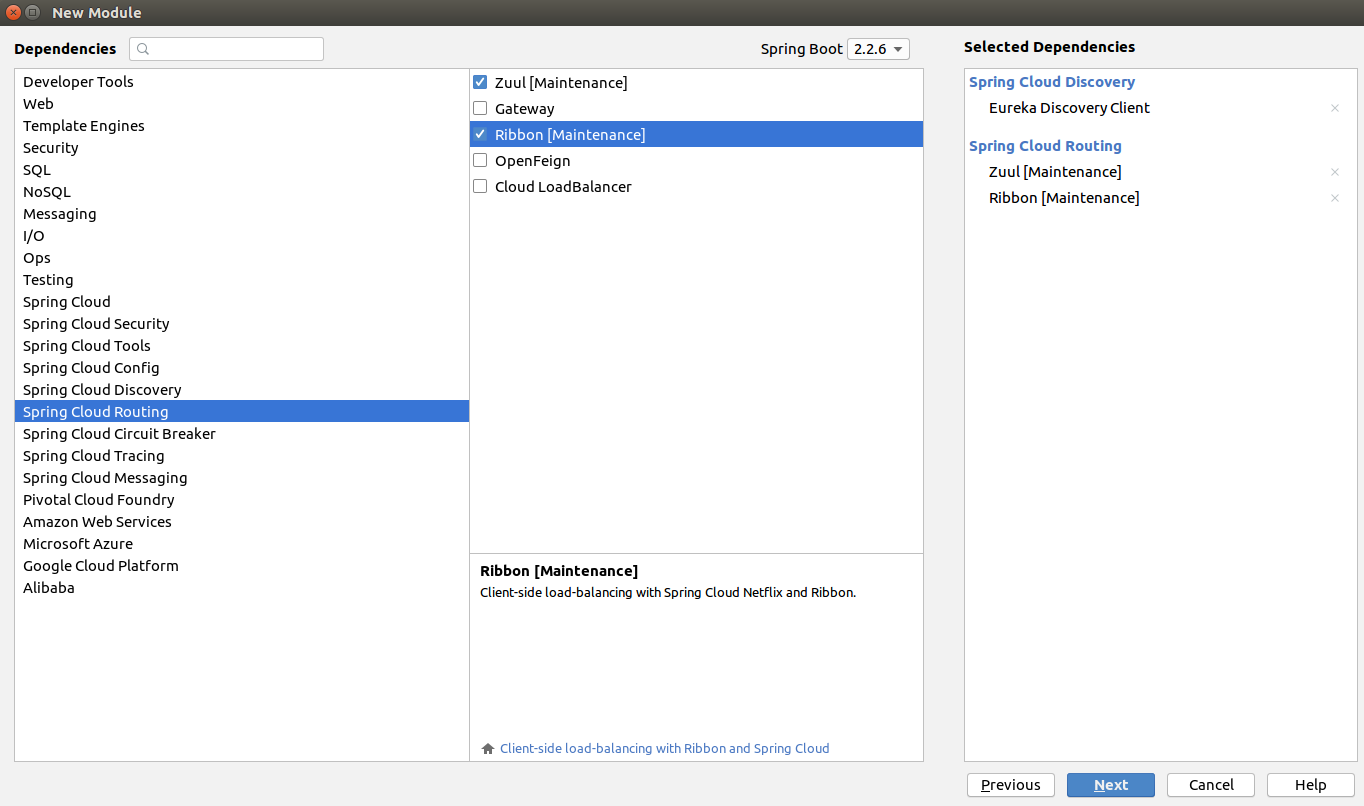 New Module
Dependencies
Spring Boot 2.2.6
Selected Dependencies
Developer Tools
Web
Template Engines
Security
SQL
NoSQL
Messaging
I/O
Ops
Testing
Spring Cloud
Spring Cloud Security
Spring Cloud Tools
Spring Cloud Config
Spring Cloud Discovery
Spring Cloud Routing
Spring Cloud Circuit Breaker
Spring Cloud Tracing
Spring Cloud Messaging
Pivotal Cloud Foundry
Amazon Web Services
Microsoft Azure
Google Cloud Platform
Alibaba
Zuul [Maintenance]
Gateway
Ribbon [Maintenance]
OpenFeign
Cloud LoadBalancer
Ribbon [Maintenance]
Client-side load-balancing with Spring Cloud Netflix and Ribbon.
Client-side load-balancing with Ribbon and Spring Cloud
Spring Cloud Discovery
Eureka Discovery Client
Spring Cloud Routing
Zuul [Maintenance]
Ribbon [Maintenance]
Previous
Next
Cancel
Help